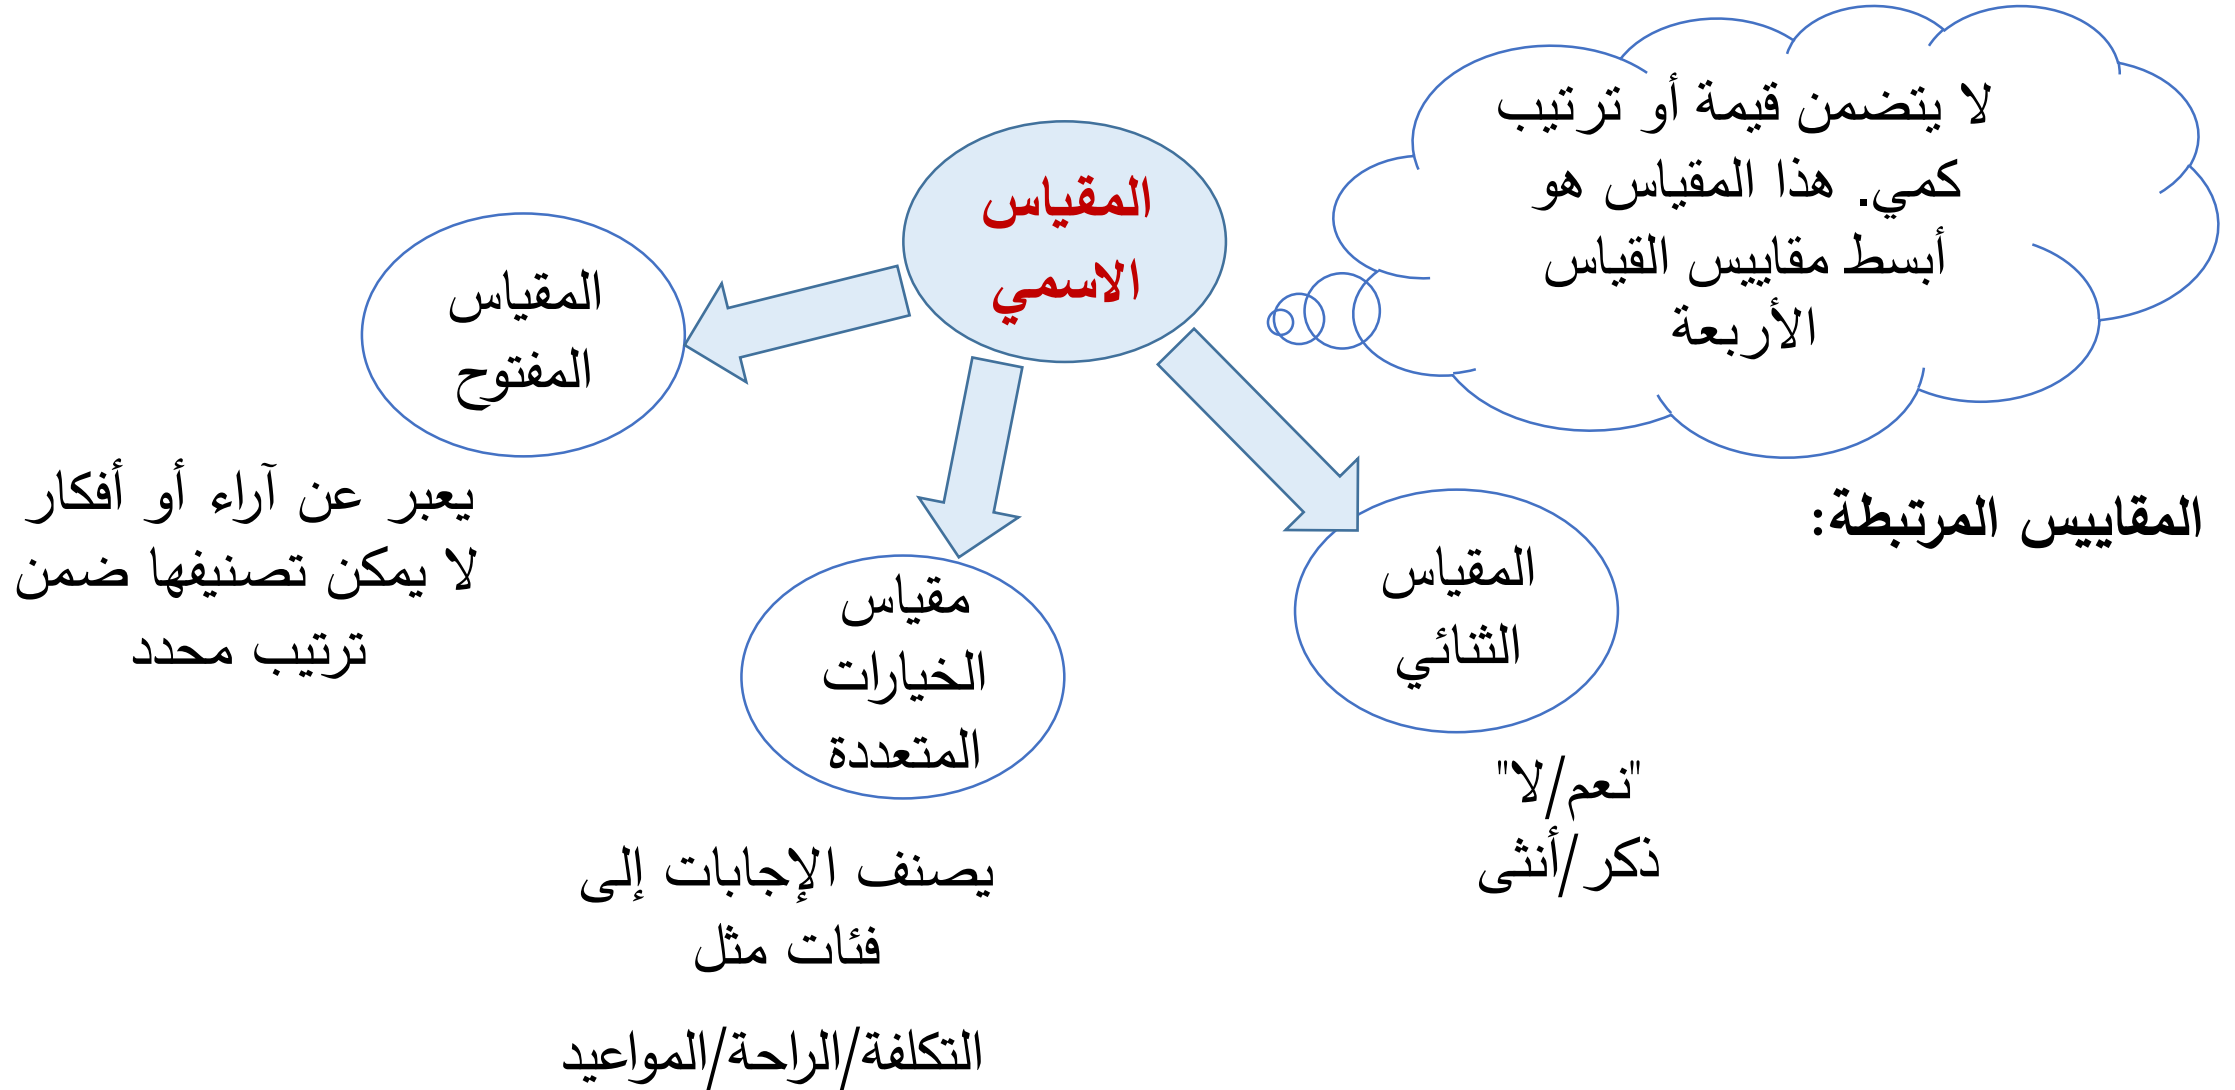 لا يتضمن قيمة أو ترتيب
كمي. هذا المقياس هو
أبسط مقاييس القياس
الأربعة
المقياس
الاسمي
المقياس
المفتوح
المقاييس المرتبطة:
يعبر عن آراء أو أفكار
لا يمكن تصنيفها ضمن
ترتيب محدد
المقياس
الثنائي
مقياس
الخيارات
المتعددة
"نعم/لا"
ذكر/أنثى
يصنف الإجابات إلى
فئات مثل
التكلفة/الراحة/المواعيد